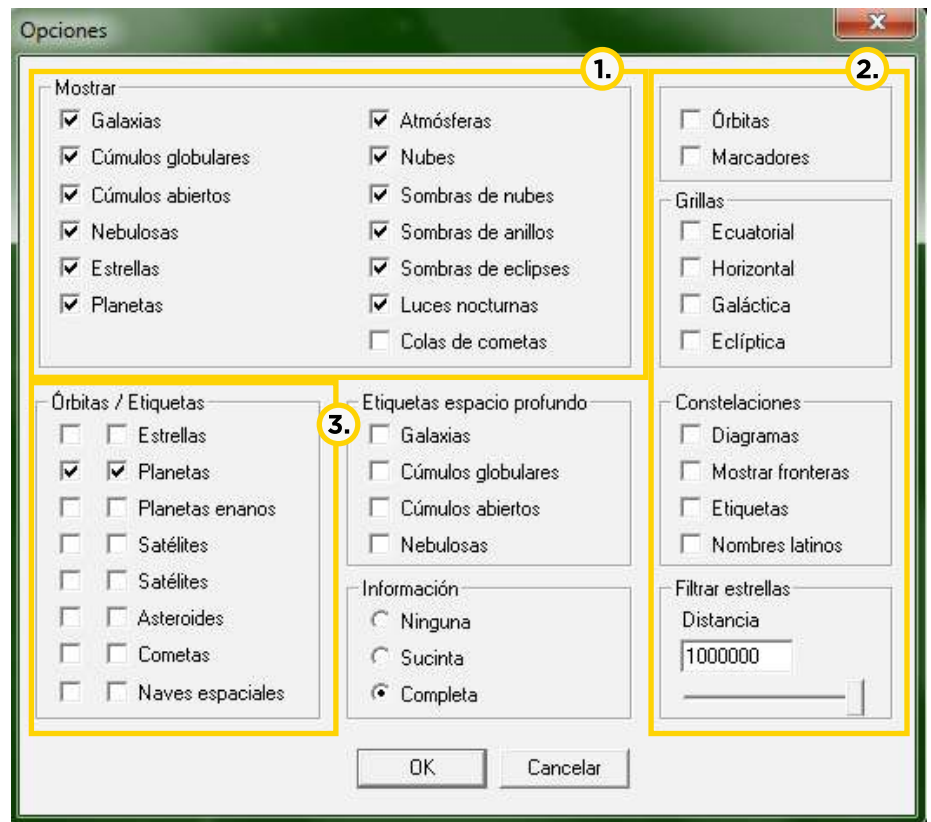 Opciones
1.
2.
Mostrar
Galaxias
Cúmulos globulares
Cúmulos abiertos
Nebulosas
Estrellas
Planetas
Atmósferas
Nubes
Sombras de nubes
Sombras de anillos
Sombras de eclipses
Luces nocturnas
Colas de cometas
Órbitas
Marcadores
Grillas
Ecuatorial
Horizontal
Galáctica
Eclíptica
3.
Órbitas / Etiquetas
Estrellas
Planetas
Planetas enanos
Satélites
Satélites
Asteroides
Cometas
Naves espaciales
Etiquetas espacio profundo
Galaxias
Cúmulos globulares
Cúmulos abiertos
Nebulosas
Información
Ninguna
Sucinta
Completa
Constelaciones
Diagramas
Mostrar fronteras
Etiquetas
Nombres latinos
Filtrar estrellas
Distancia
1000000
OK
Cancelar